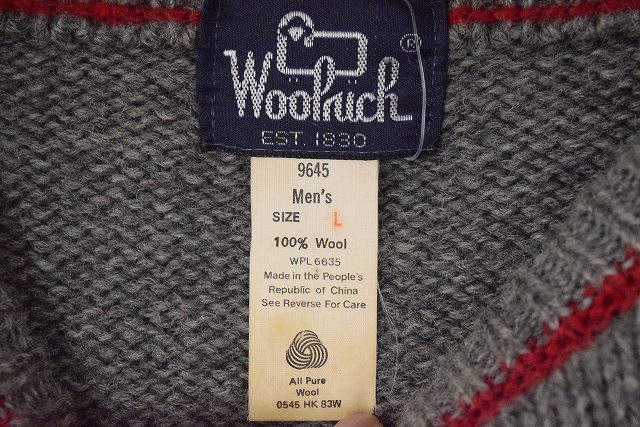 ®
Woolrich
EST. 1830
9645
Men's
SIZE L
100% Wool
WPL 6635
Made in the People's
Republic of China
See Reverse For Care
All Pure
Wool
0545 HK 83W